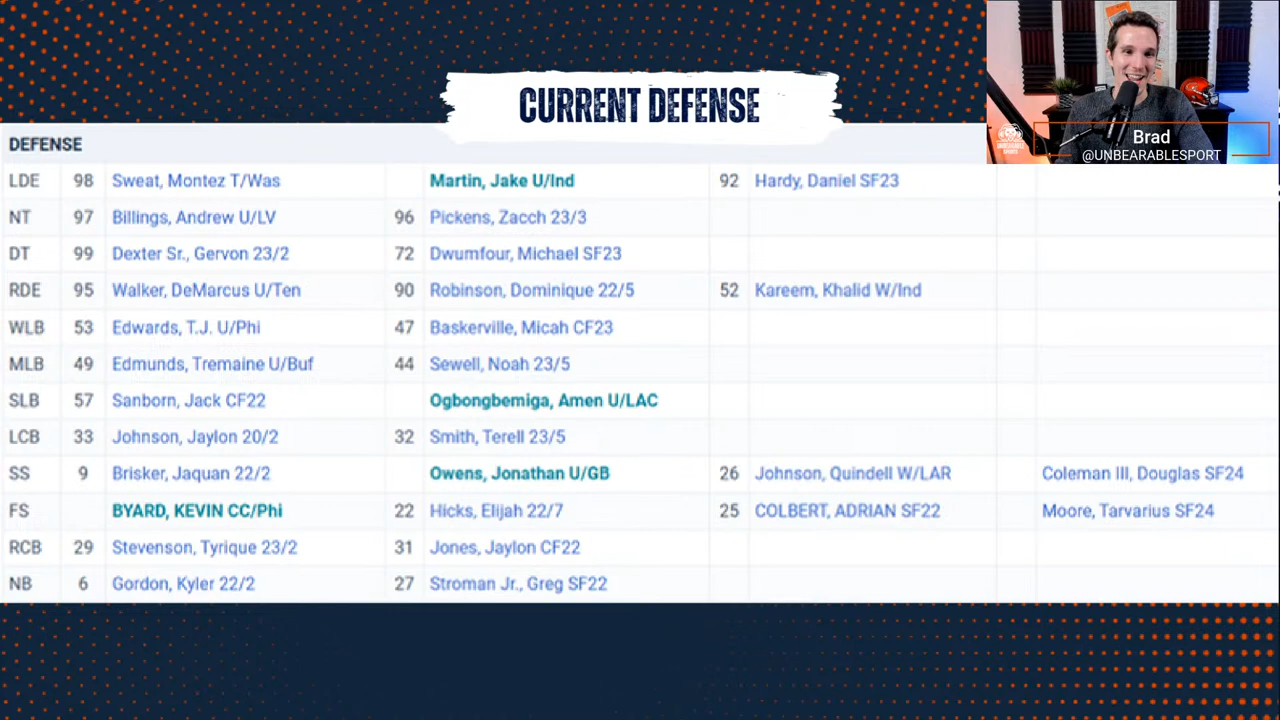 CURRENT DEFENSE
Brad
@UNBEARABLESPORT
UNBEARABLE
SPORTS
DEFENSE
LDE 98 Sweat, Montez T/Was Martin, Jake U/Ind 92 Hardy, Daniel SF23
NT 97 Billings, Andrew U/LV 96 Pickens, Zacch 23/3
DT 99 Dexter Sr., Gervon 23/2 72 Dwumfour, Michael SF23
RDE 95 Walker, DeMarcus U/Ten 90 Robinson, Dominique 22/5 52 Kareem, Khalid W/Ind
WLB 53 Edwards, T.J. U/Phi 47 Baskerville, Micah CF23
MLB 49 Edmunds, Tremaine U/Buf 44 Sewell, Noah 23/5
SLB 57 Sanborn, Jack CF22 Ogbongbemiga, Amen U/LAC
LCB 33 Johnson, Jaylon 20/2 32 Smith, Terell 23/5
SS 9 Brisker, Jaquan 22/2 Owens, Jonathan U/GB 26 Johnson, Quindell W/LAR Coleman III, Douglas SF24
FS BYARD, KEVIN CC/Phi 22 Hicks, Elijah 22/7 25 COLBERT, ADRIAN SF22 Moore, Tarvarius SF24
RCB 29 Stevenson, Tyrique 23/2 31 Jones, Jaylon CF22
NB 6 Gordon, Kyler 22/2 27 Stroman Jr., Greg SF22